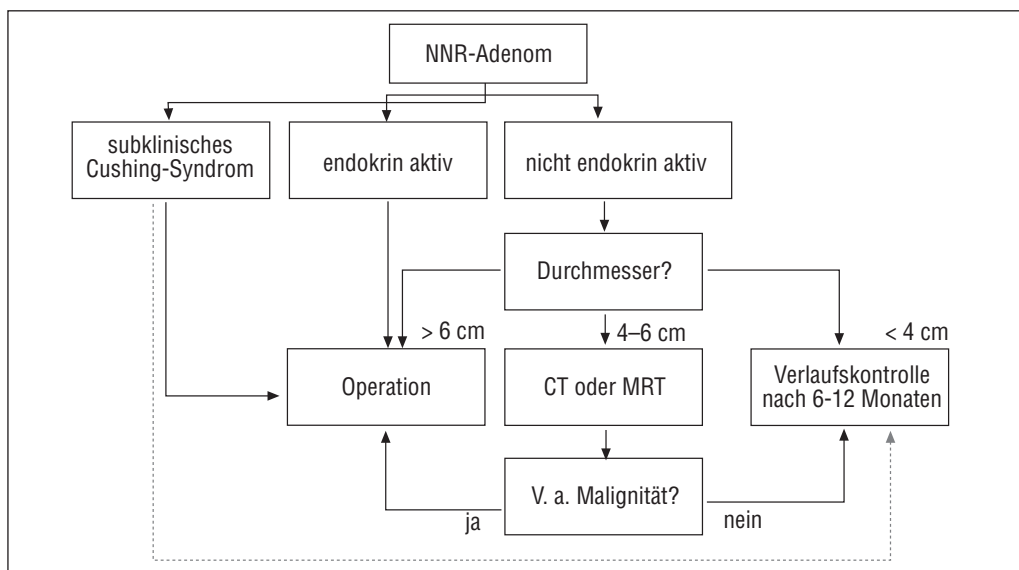 NNR-Adenom
subklinisches
Cushing-Syndrom
endokrin aktiv
nicht endokrin aktiv
Durchmesser?
> 6 cm
4–6 cm
< 4 cm
Operation
CT oder MRT
Verlaufskontrolle
nach 6-12 Monaten
V. a. Malignität?
ja
nein